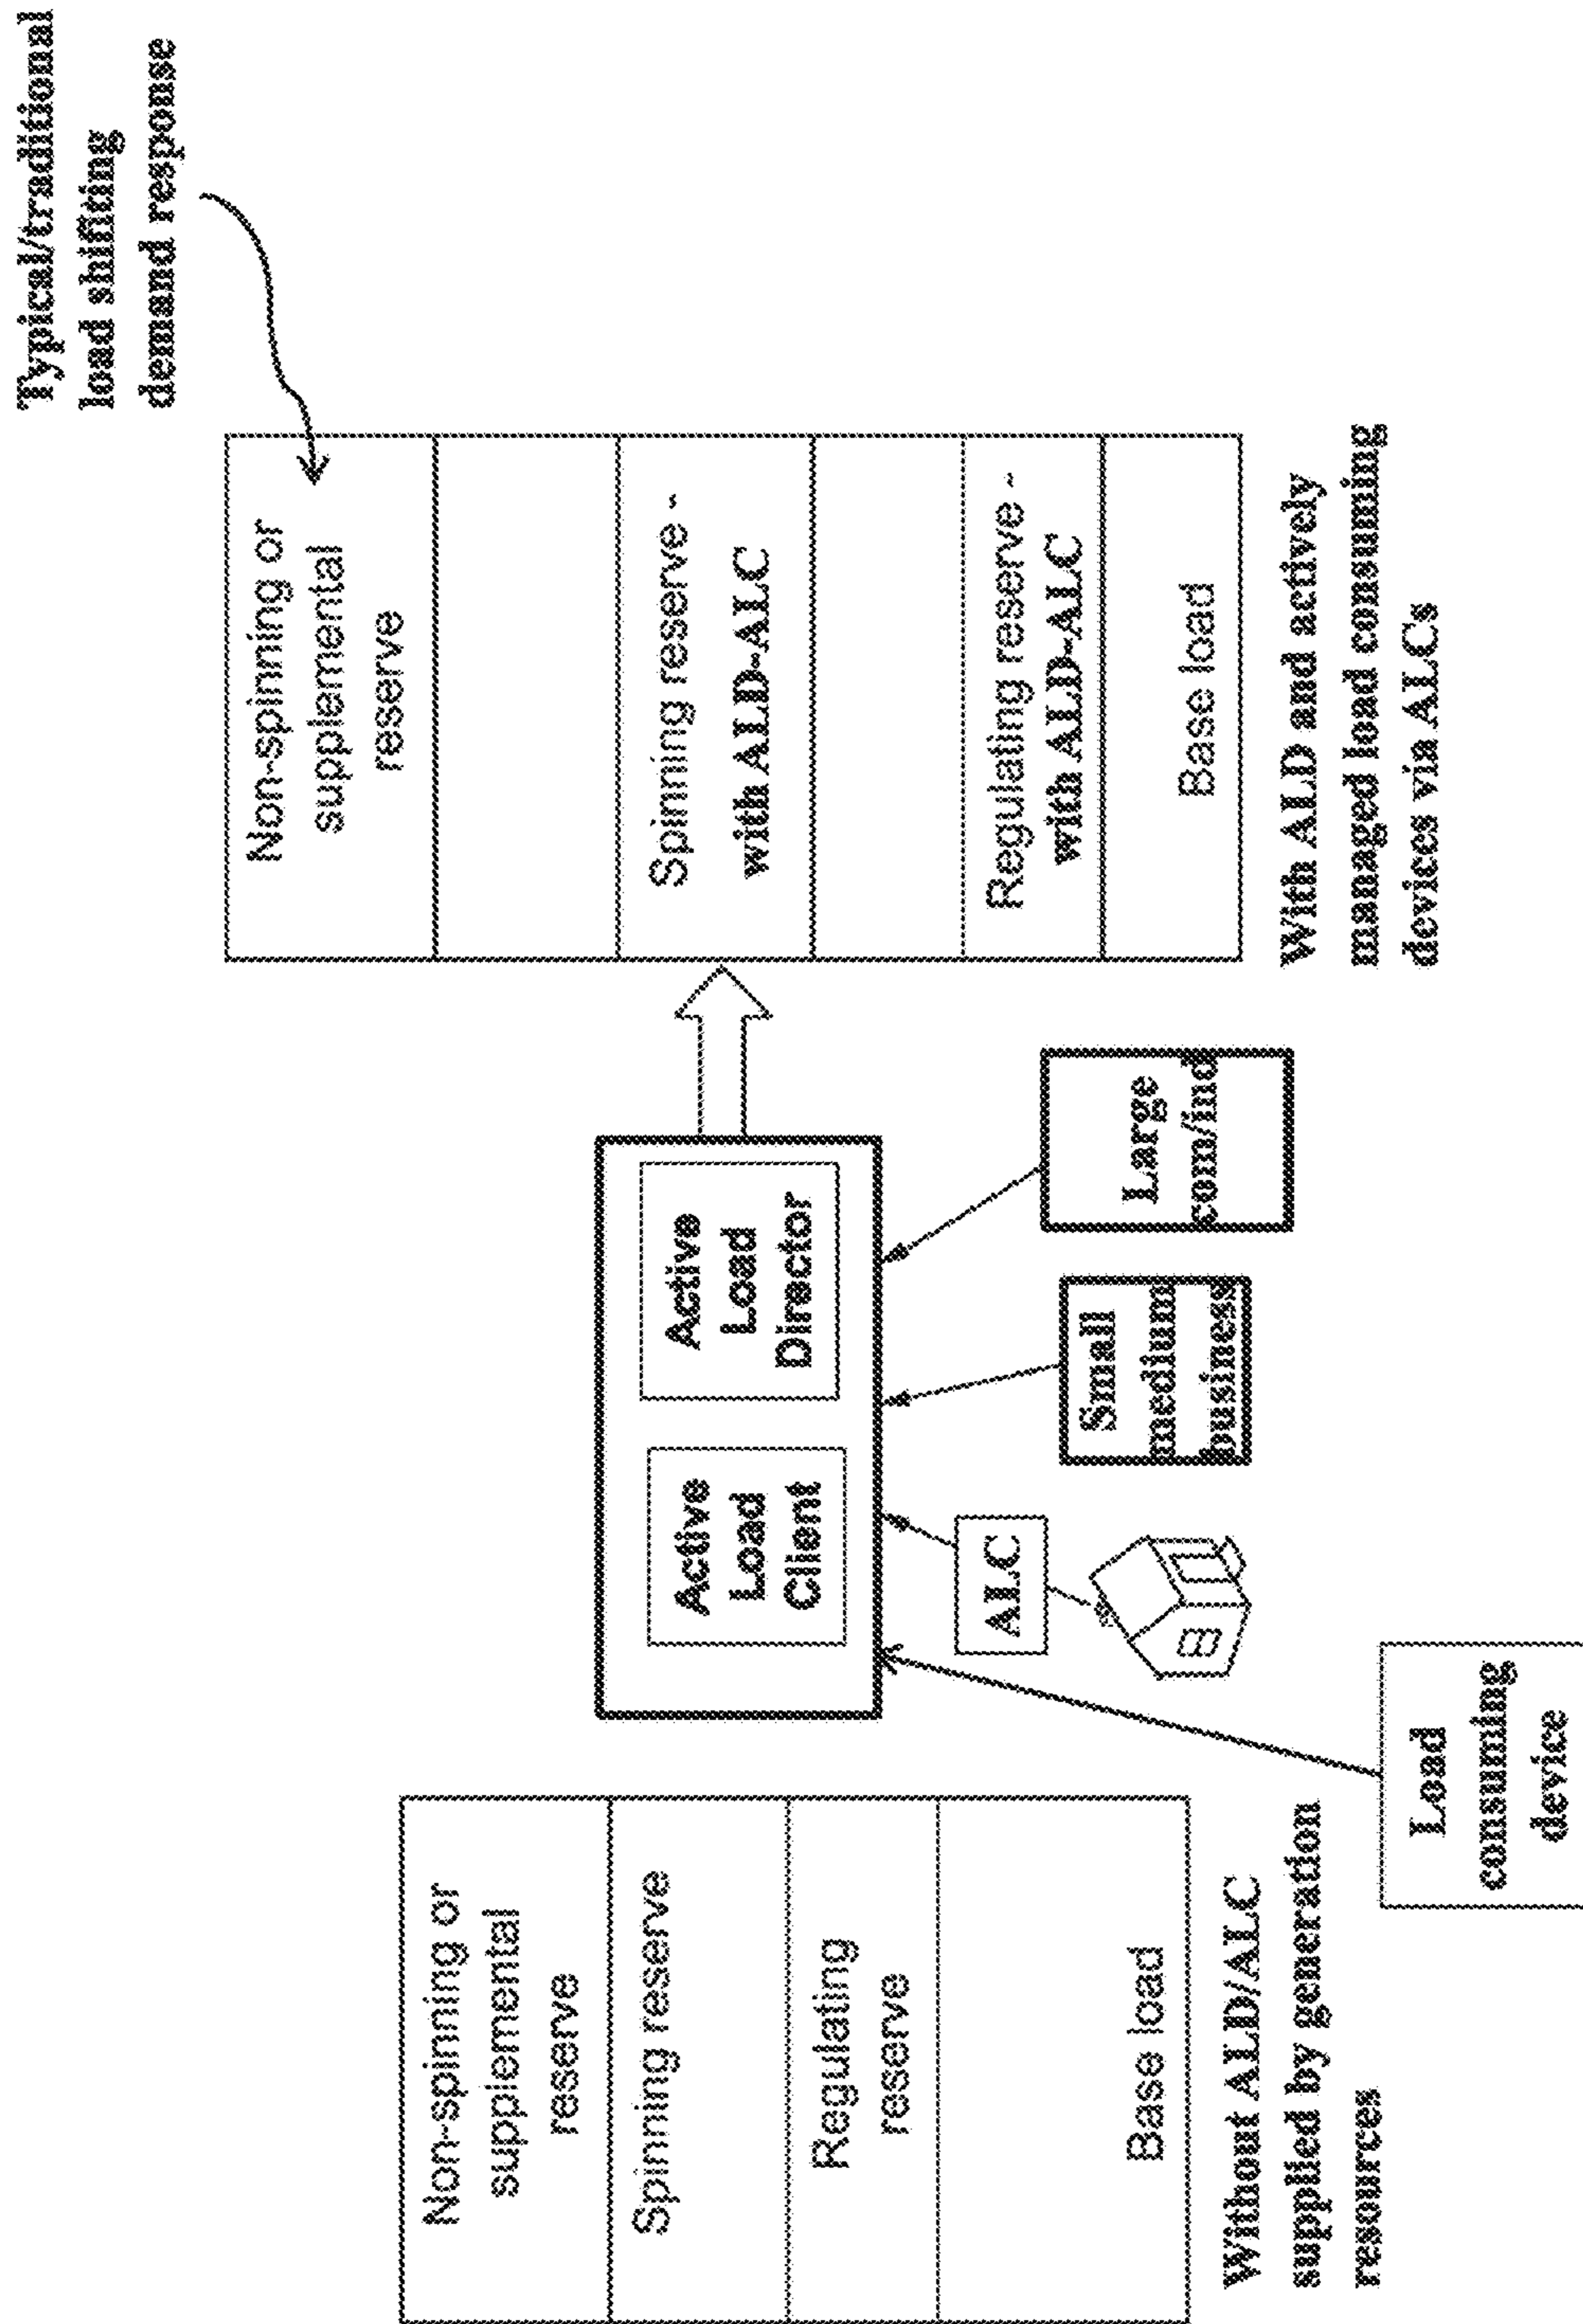 Typical/traditional
load shifting
demand response
Non-spinning or
supplemental
reserve
Spinning reserve
Regulating
reserve
Base load
Without ALD/ALC
supplied by generation
resources
Active
Load
Client
Active
Load
Director
ALC
Small
medium
business
Large
com/ind
Load
consuming
device
Non-spinning or
supplemental
reserve
Spinning reserve -
with ALD-ALC
Regulating reserve -
with ALD-ALC
Base load
With ALD and actively
managed load consuming
devices via ALCs